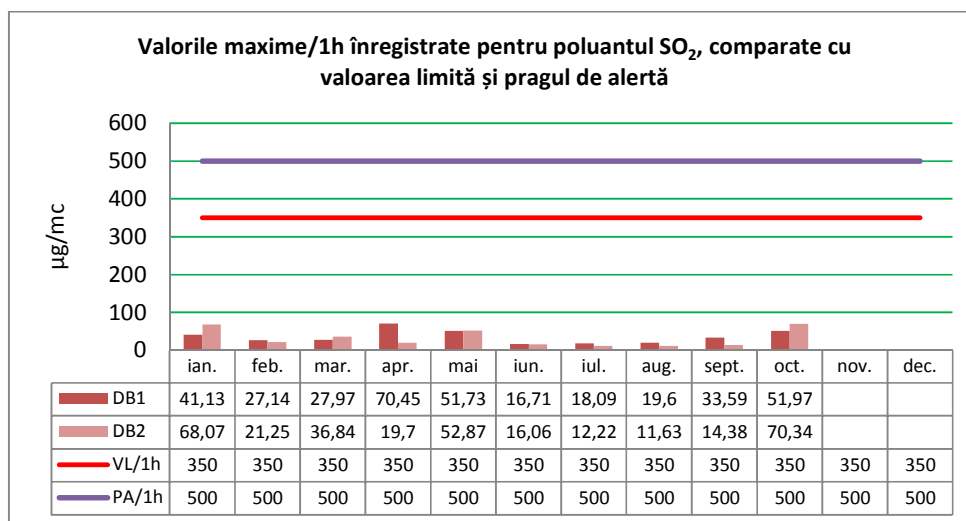 Valorile maxime/1h înregistrate pentru poluantul SO₂, comparate cu
valoarea limită și pragul de alertă
µg/mc
600
500
400
300
200
100
0
ian. feb. mar. apr. mai iun. iul. aug. sept. oct. nov. dec.
DB1 41,13 27,14 27,97 70,45 51,73 16,71 18,09 19,6 33,59 51,97
DB2 68,07 21,25 36,84 19,7 52,87 16,06 12,22 11,63 14,38 70,34
VL/1h 350 350 350 350 350 350 350 350 350 350 350 350
PA/1h 500 500 500 500 500 500 500 500 500 500 500 500